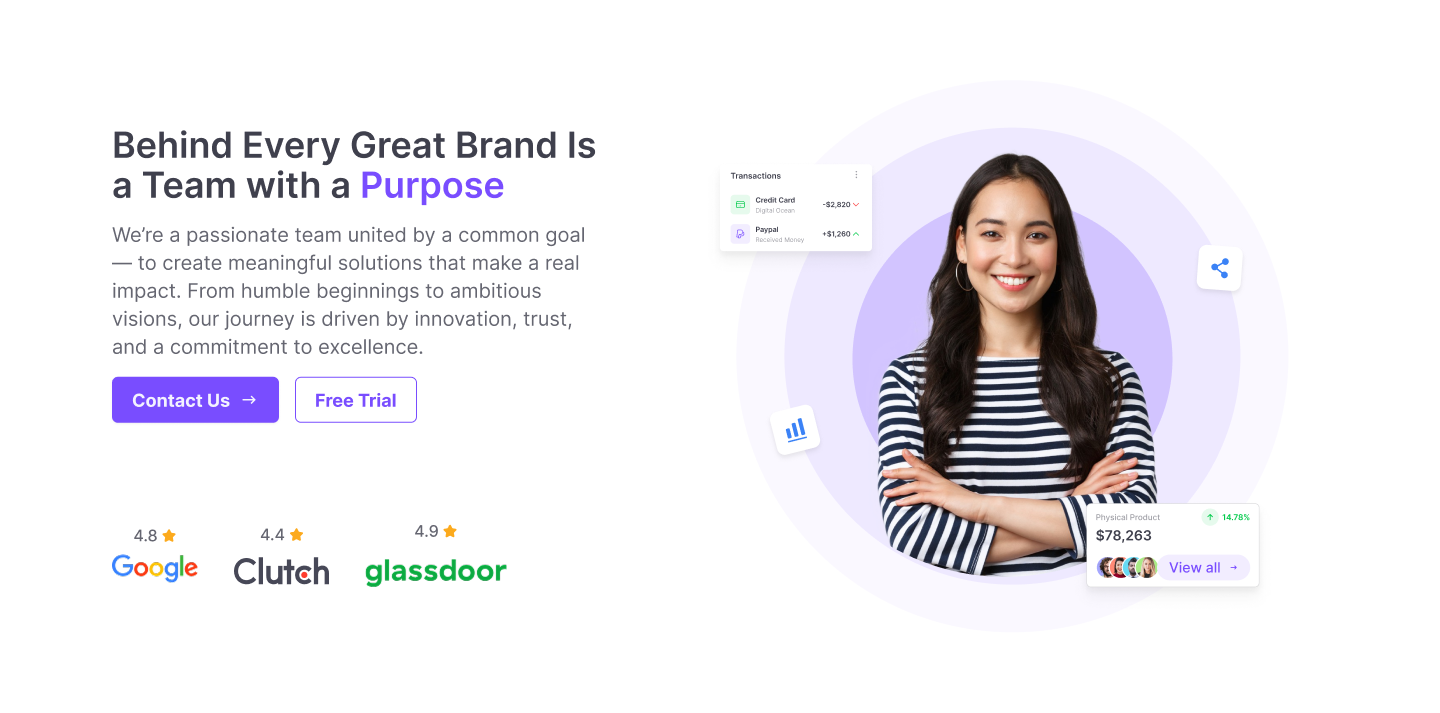 Behind Every Great Brand Is
a Team with a Purpose
We’re a passionate team united by a common goal
— to create meaningful solutions that make a real
impact. From humble beginnings to ambitious
visions, our journey is driven by innovation, trust,
and a commitment to excellence.
Contact Us →
Free Trial
4.8
Google
4.4
Clutch
4.9
glassdoor
Transactions
Credit Card
Digital Ocean
-$2,820
Paypal
Received Money
+$1,260
Physical Product
14.78%
$78,263
View all →